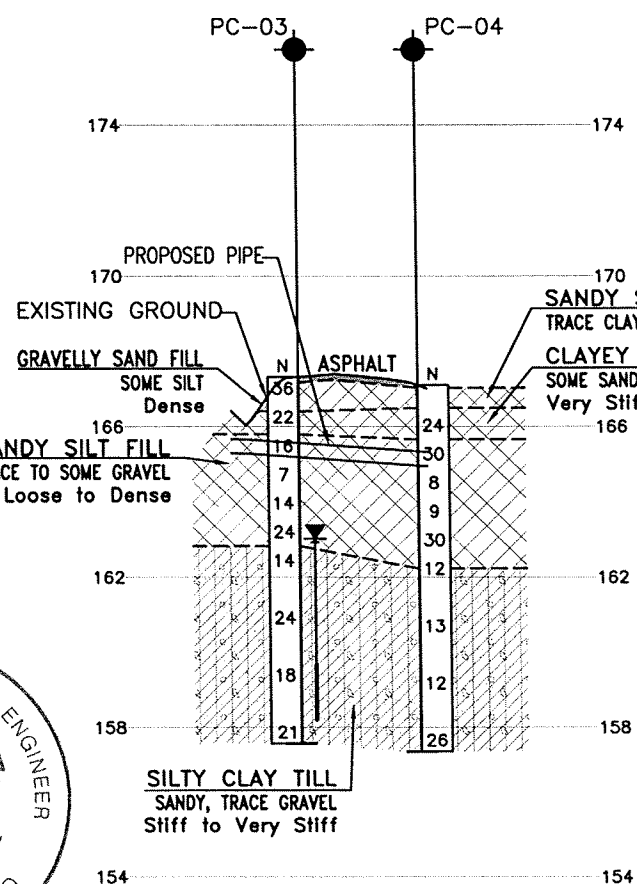 PC-03 PC-04
174 174
PROPOSED PIPE
170 170
EXISTING GROUND
SANDY
TRACE CLAY
GRAVELLY SAND FILL
SOME SILT
Dense
N ASPHALT N
CLAYEY
SOME SAND
Very Stiff
36
22 24
166 166
16 30
SILT FILL
TO SOME GRAVEL
Loose to Dense
7 8
14 9
24 30
14 12
162 162
24 13
18 12
158 158
21 26
SILTY CLAY TILL
SANDY, TRACE GRAVEL
Stiff to Very Stiff
ENGINEER
154 154